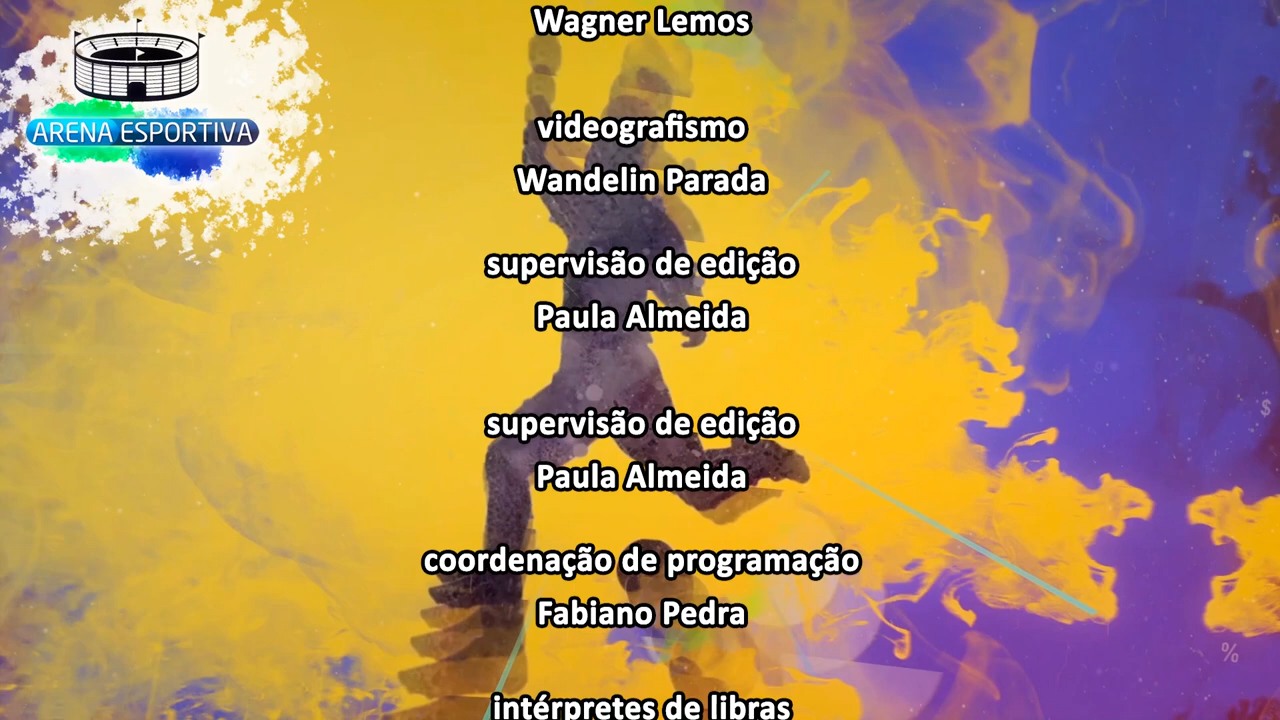 Wagner Lemos
ARENA ESPORTIVA
videografismo
Wandelin Parada
supervisão de edição
Paula Almeida
supervisão de edição
Paula Almeida
coordenação de programação
Fabiano Pedra
intérpretes de libras
$
%